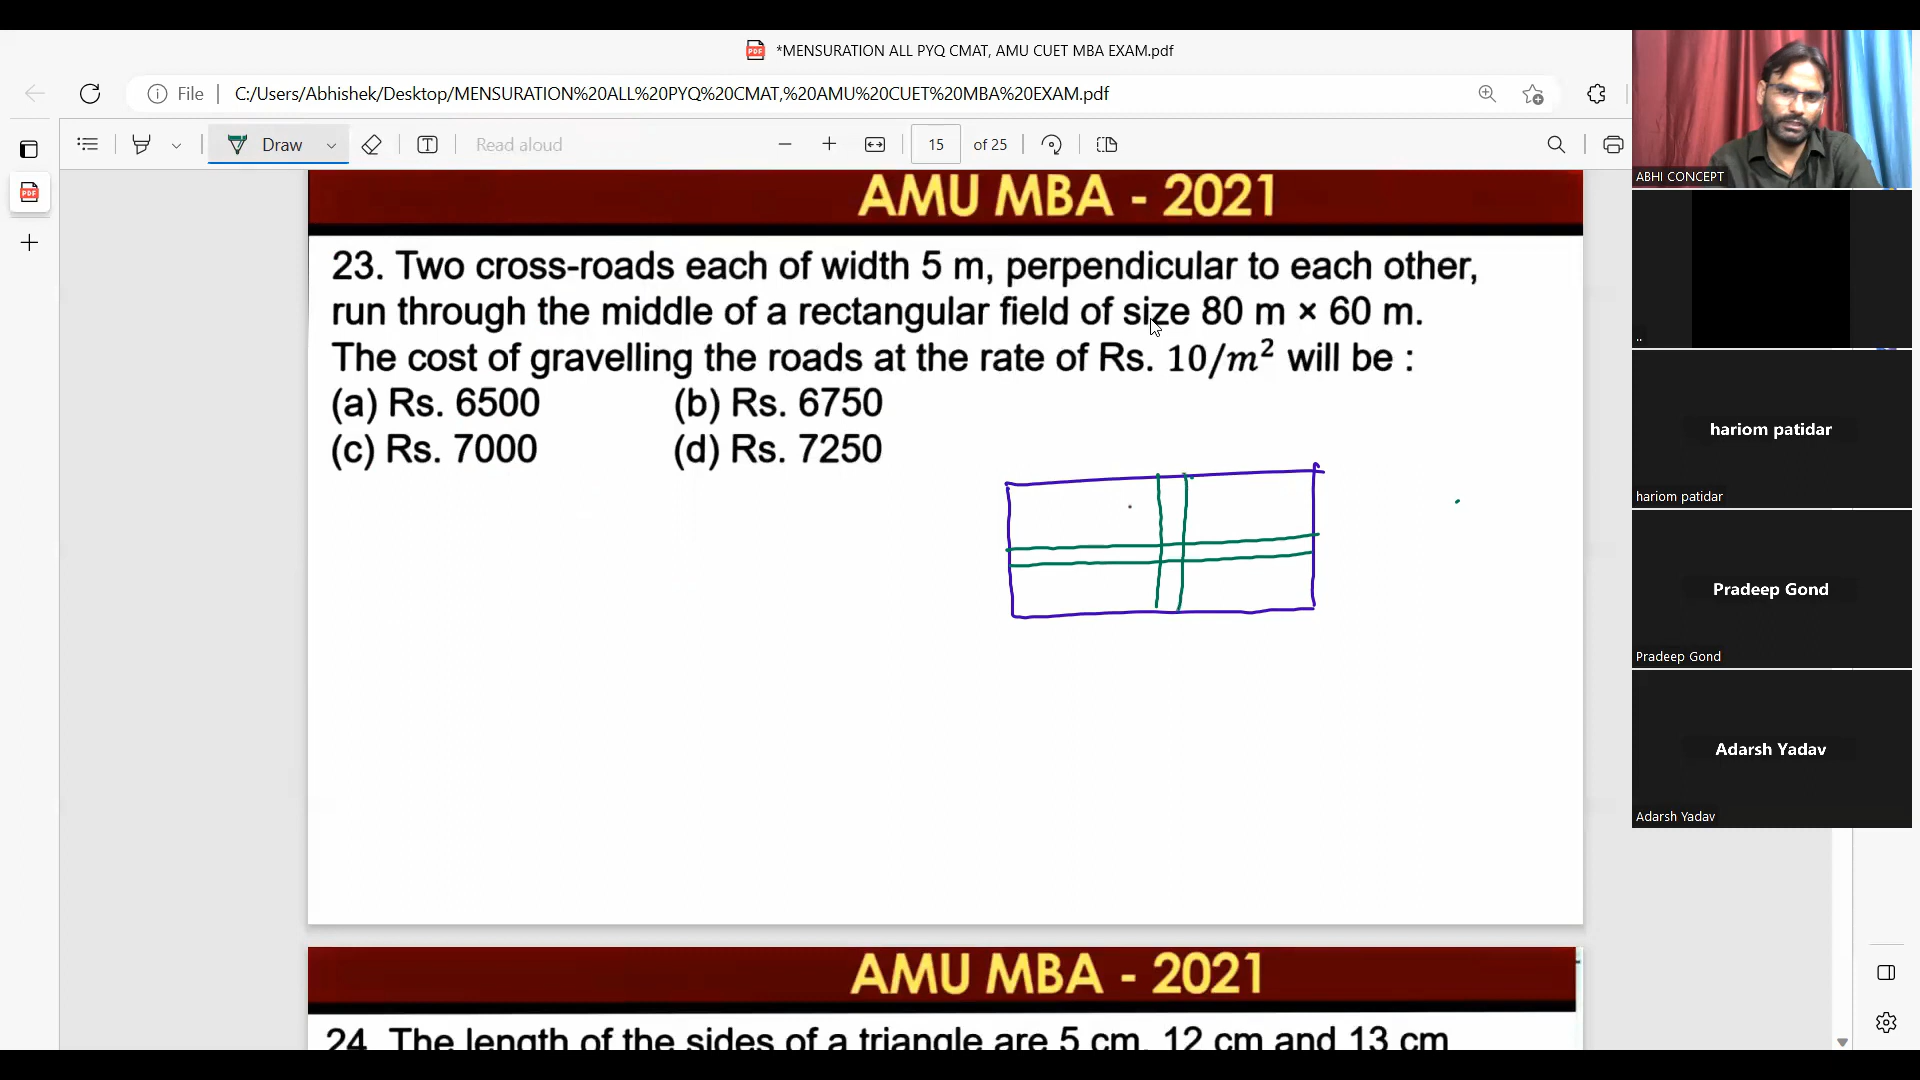 *MENSURATION ALL PYQ CMAT, AMU CUET MBA EXAM.pdf
File
C:/Users/Abhishek/Desktop/MENSURATION%20ALL%20PYQ%20CMAT,%20AMU%20CUET%20MBA%20EXAM.pdf
Draw
Read aloud
15 of 25
AMU MBA - 2021
23. Two cross-roads each of width 5 m, perpendicular to each other,
run through the middle of a rectangular field of size 80 m × 60 m.
The cost of gravelling the roads at the rate of Rs. 10/m² will be :
(a) Rs. 6500 (b) Rs. 6750
(c) Rs. 7000 (d) Rs. 7250
AMU MBA - 2021
24. The length of the sides of a triangle are 5 cm, 12 cm and 13 cm
ABHI CONCEPT
..
hariom patidar
hariom patidar
Pradeep Gond
Pradeep Gond
Adarsh Yadav
Adarsh Yadav
PDF
PDF